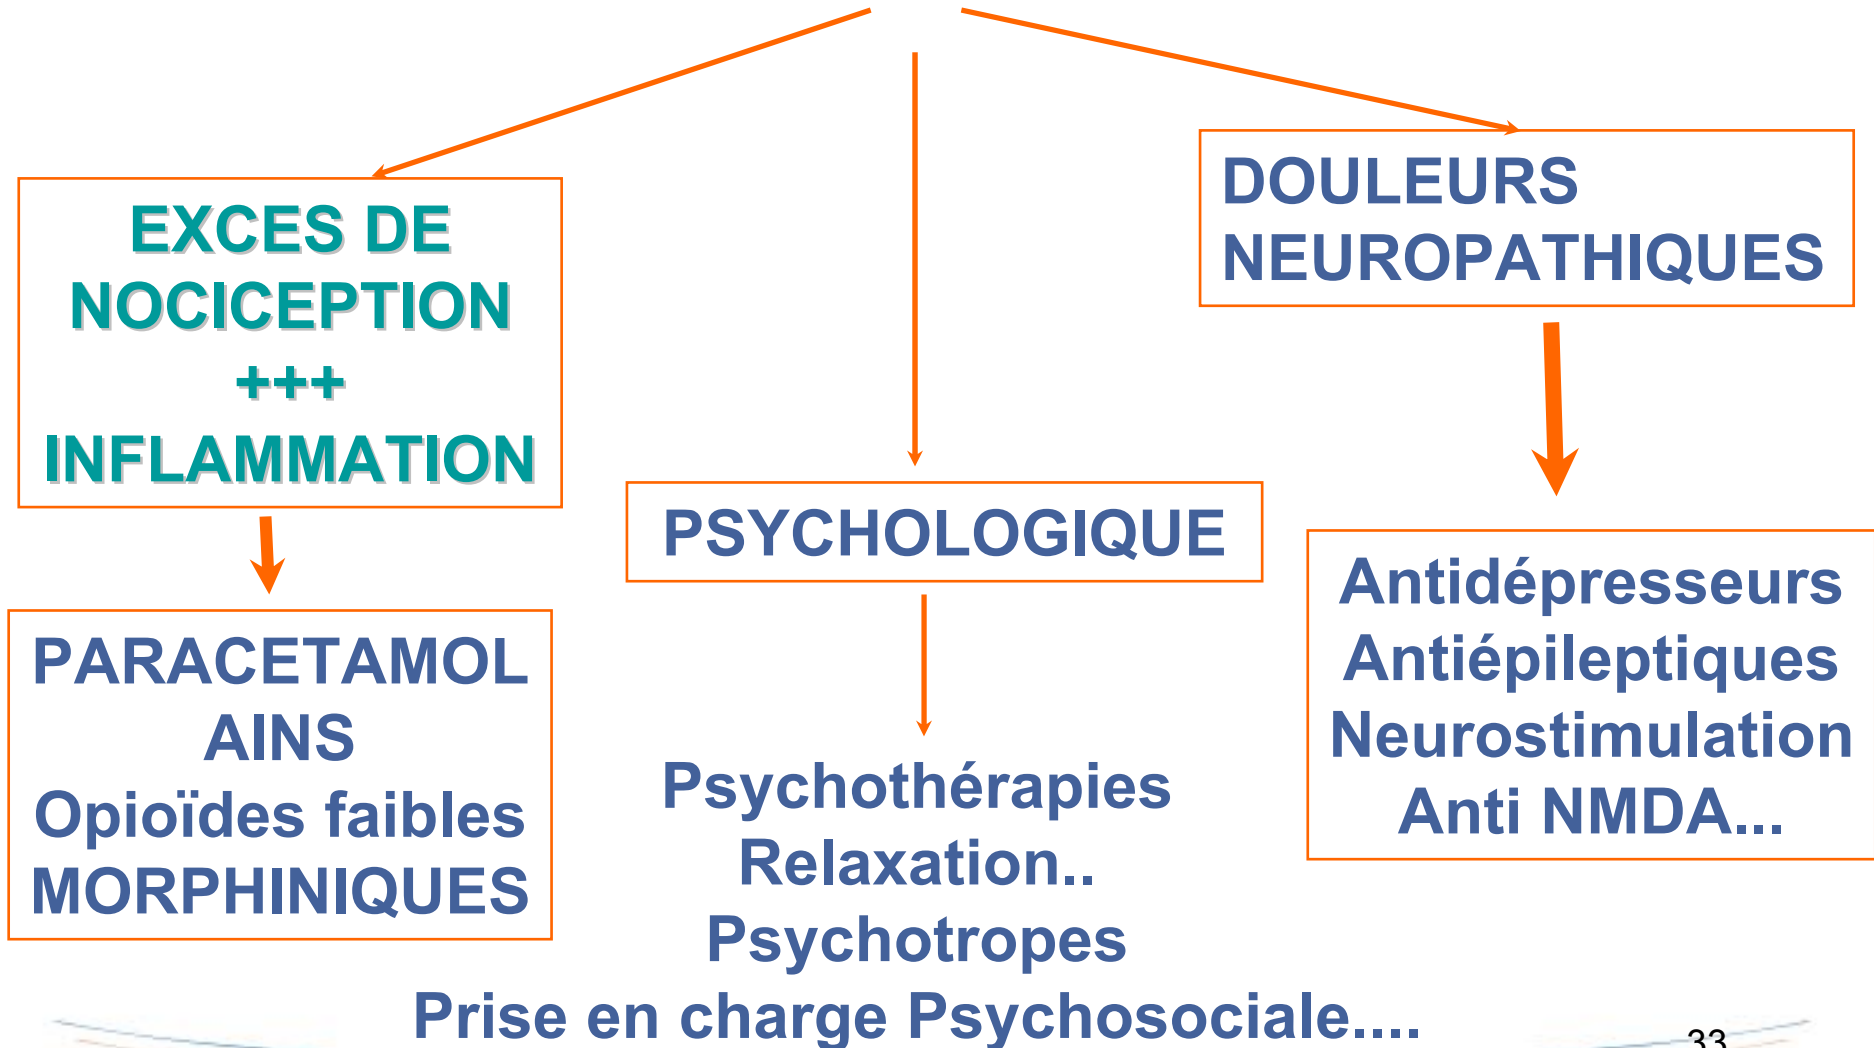 EXCES DE
NOCICEPTION
+++
INFLAMMATION
PARACETAMOL
AINS
Opioïdes faibles
MORPHINIQUES
PSYCHOLOGIQUE
Psychothérapies
Relaxation..
Psychotropes
Prise en charge Psychosociale....
DOULEURS
NEUROPATHIQUES
Antidépresseurs
Antiépileptiques
Neurostimulation
Anti NMDA...
33